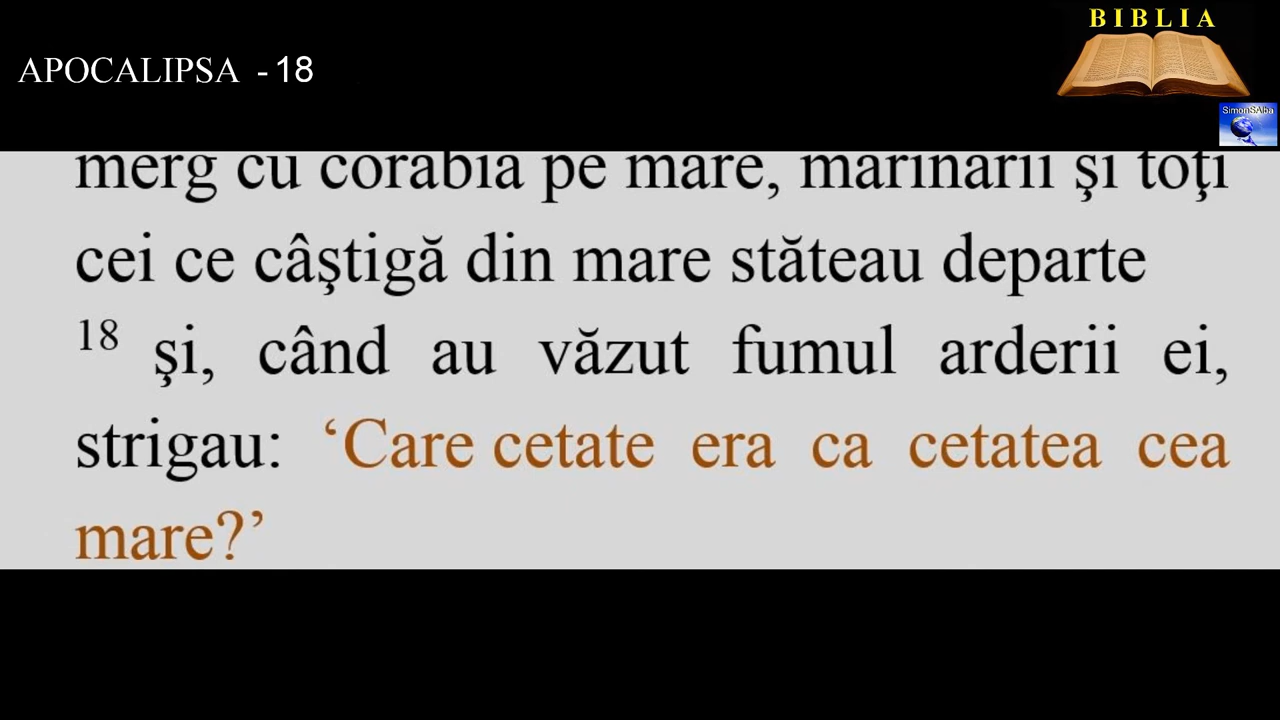 BIBLIA
APOCALIPSA - 18
SimonSAlba
merg cu corabia pe mare, marinarii şi toţi
cei ce câştigă din mare stăteau departe
18 şi, când au văzut fumul arderii ei,
strigau: ‘Care cetate era ca cetatea cea
mare?’